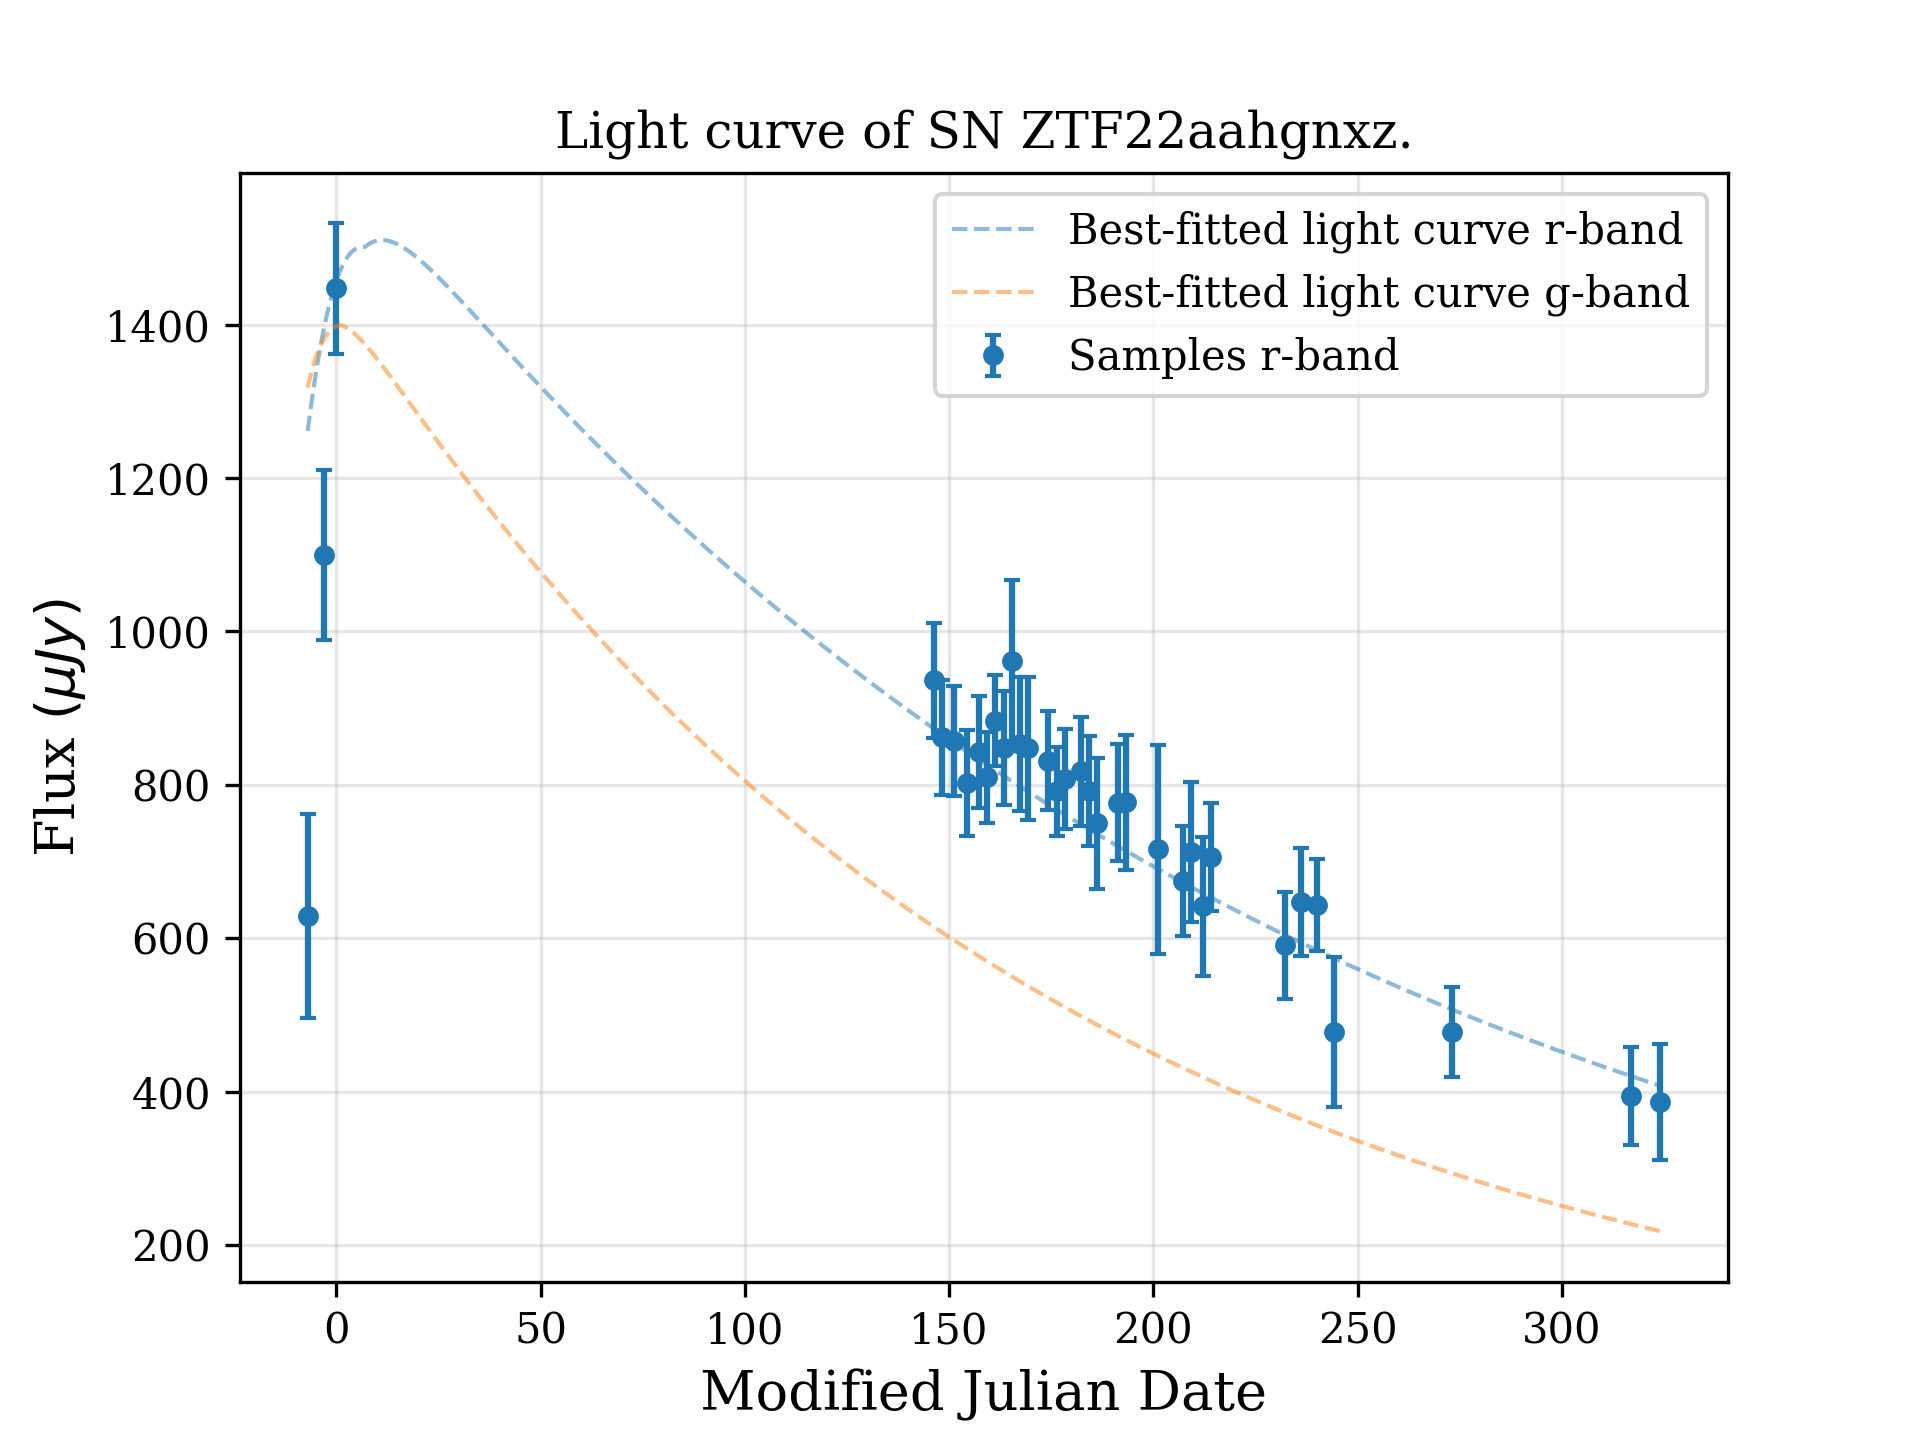 Light curve of SN ZTF22aahgnxz.
Best-fitted light curve r-band
Best-fitted light curve g-band
Samples r-band
Flux (μJy)
1400
1200
1000
800
600
400
200
0 50 100 150 200 250 300
Modified Julian Date